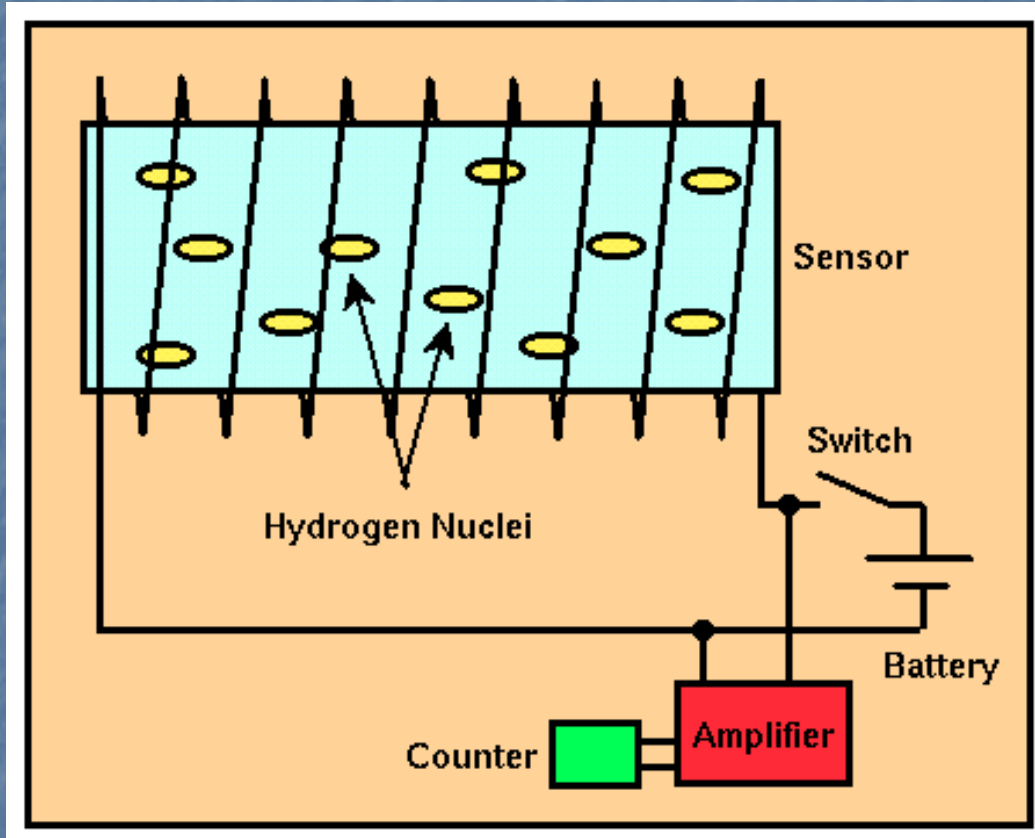 Sensor
Switch
Hydrogen Nuclei
Battery
Amplifier
Counter